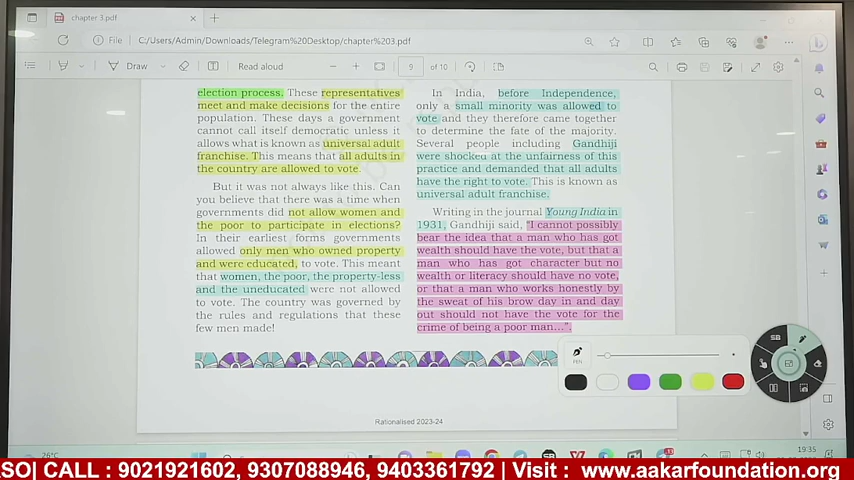 chapter 3.pdf
File
C:/Users/Admin/Downloads/Telegram%20Desktop/chapter%203.pdf
Draw
Read aloud
9 of 10
election process. These representatives
meet and make decisions for the entire
population. These days a government
cannot call itself democratic unless it
allows what is known as universal adult
franchise. This means that all adults in
the country are allowed to vote.
But it was not always like this. Can
you believe that there was a time when
governments did not allow women and
the poor to participate in elections?
In their earliest forms governments
allowed only men who owned property
and were educated, to vote. This meant
that women, the poor, the property-less
and the uneducated were not allowed
to vote. The country was governed by
the rules and regulations that these
few men made!
In India, before Independence,
only a small minority was allowed to
vote and they therefore came together
to determine the fate of the majority.
Several people including Gandhiji
were shocked at the unfairness of this
practice and demanded that all adults
have the right to vote. This is known as
universal adult franchise.
Writing in the journal Young India in
1931, Gandhiji said, "I cannot possibly
bear the idea that a man who has got
wealth should have the vote, but that a
man who has got character but no
wealth or literacy should have no vote,
or that a man who works honestly by
the sweat of his brow day in and day
out should not have the vote for the
crime of being a poor man…".
PEN
SB
Rationalised 2023-24
26°C
19:35
SO| CALL : 9021921602, 9307088946, 9403361792 | Visit : www.aakarfoundation.org